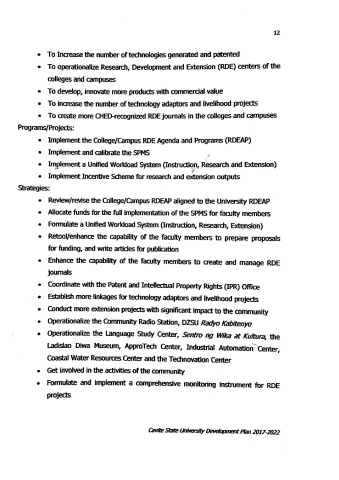 12
• To Increase the number of technologies generated and patented
• To operationalize Research, Development and Extension (RDE) centers of the
colleges and campuses
• To develop, innovate more products with commercial value
• To increase the number of technology adaptors and livelihood projects
• To create more CHED-recognized RDE journals in the colleges and campuses
Programs/Projects:
• Implement the College/Campus RDE Agenda and Programs (RDEAP)
• Implement and calibrate the SPMS
• Implement a Unified Workload System (Instruction, Research and Extension)
• Implement Incentive Scheme for research and extension outputs
Strategies:
• Review/revise the College/Campus RDEAP aligned to the University RDEAP
• Allocate funds for the full implementation of the SPMS for faculty members
• Formulate a Unified Workload System (Instruction, Research, Extension)
• Retool/enhance the capability of the faculty members to prepare proposals
for funding, and write articles for publication
• Enhance the capability of the faculty members to create and manage RDE
journals
• Coordinate with the Patent and Intellectual Property Rights (IPR) Office
• Establish more linkages for technology adaptors and livelihood projects
• Conduct more extension projects with significant impact to the community
• Operationalize the Community Radio Station, DZSU Radyo Kabitenyo
• Operationalize the Language Study Center, Sentro ng Wika at Kultura, the
Ladislao Diwa Museum, ApproTech Center, Industrial Automation Center,
Coastal Water Resources Center and the Technovation Center
• Get involved in the activities of the community
• Formulate and implement a comprehensive monitoring instrument for RDE
projects
Cavite State University Development Plan 2017-2022